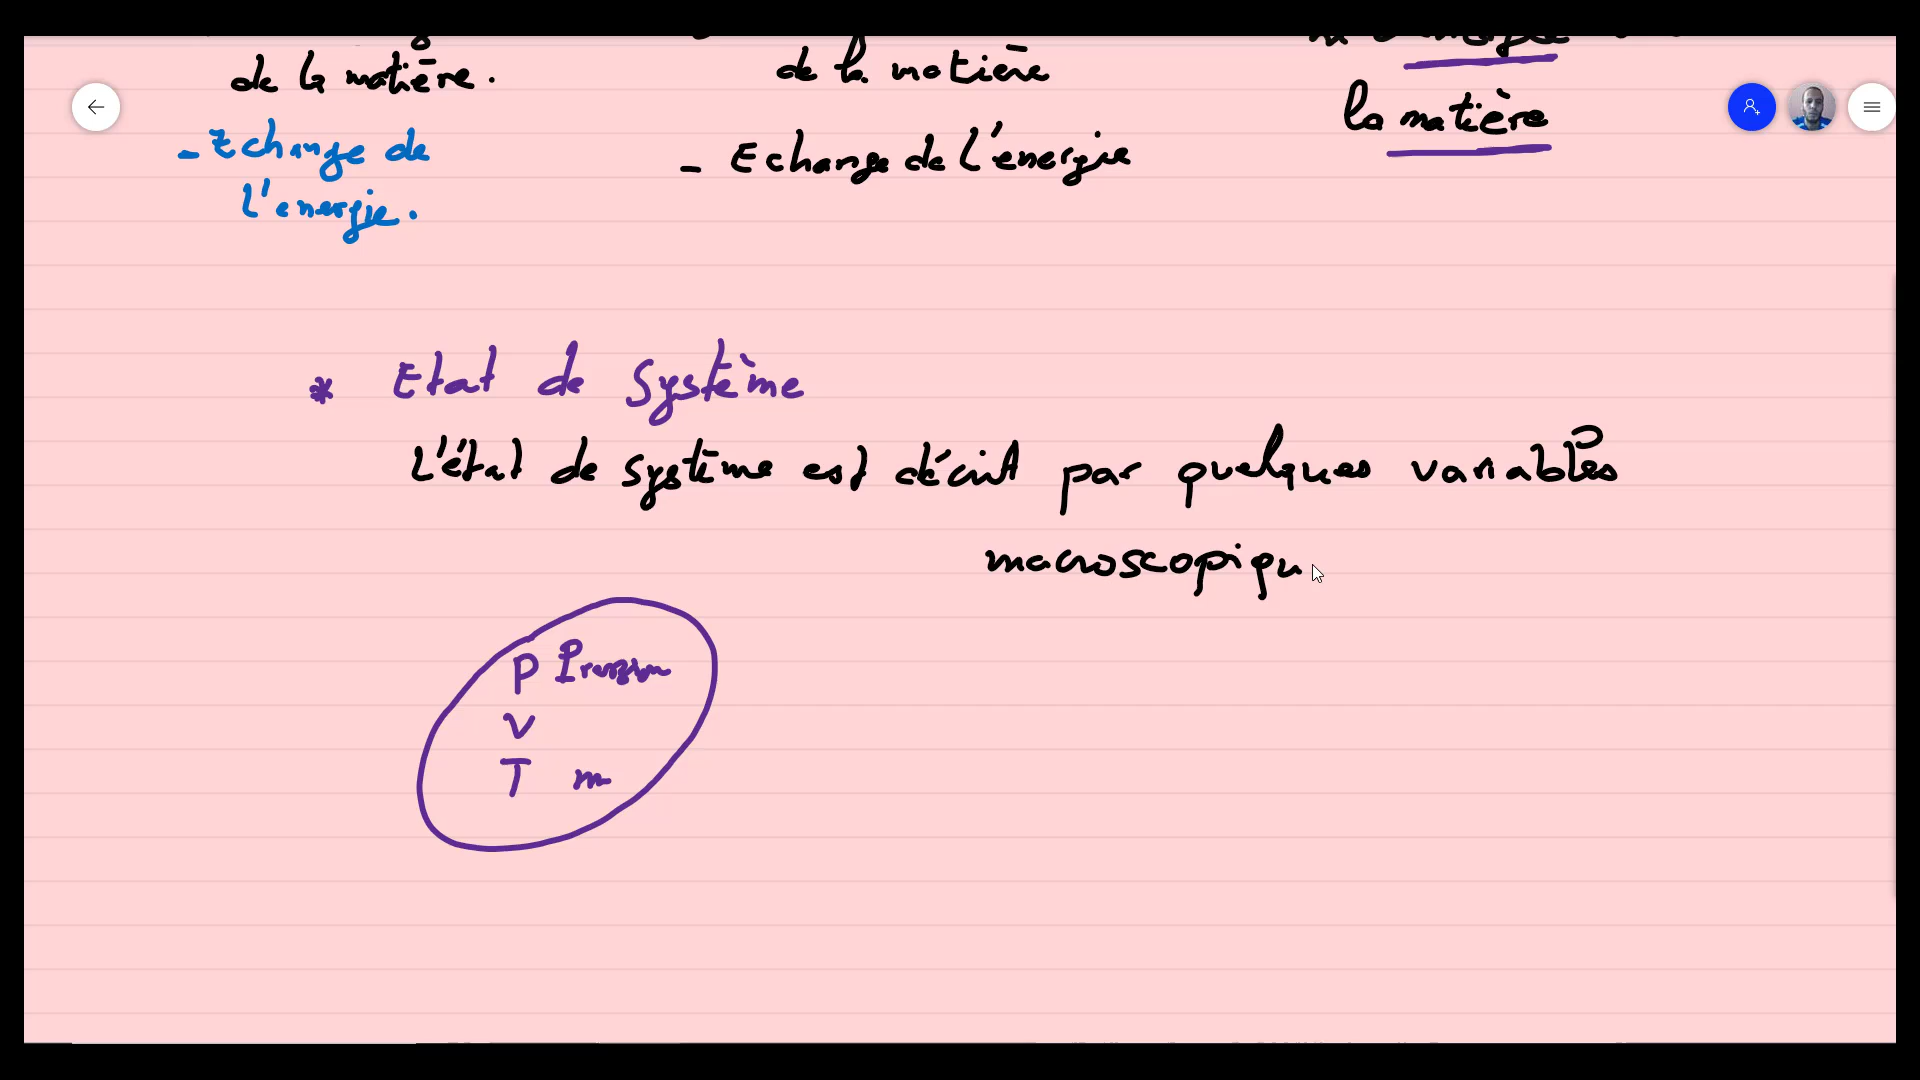 de la matière.
- Echange de
l'energie.
de la matière
- Echange de l'énergie
la matière
* Etat de Système
L'état de système est décrit par quelques variables
macroscopiqu
P Pression
V
T m